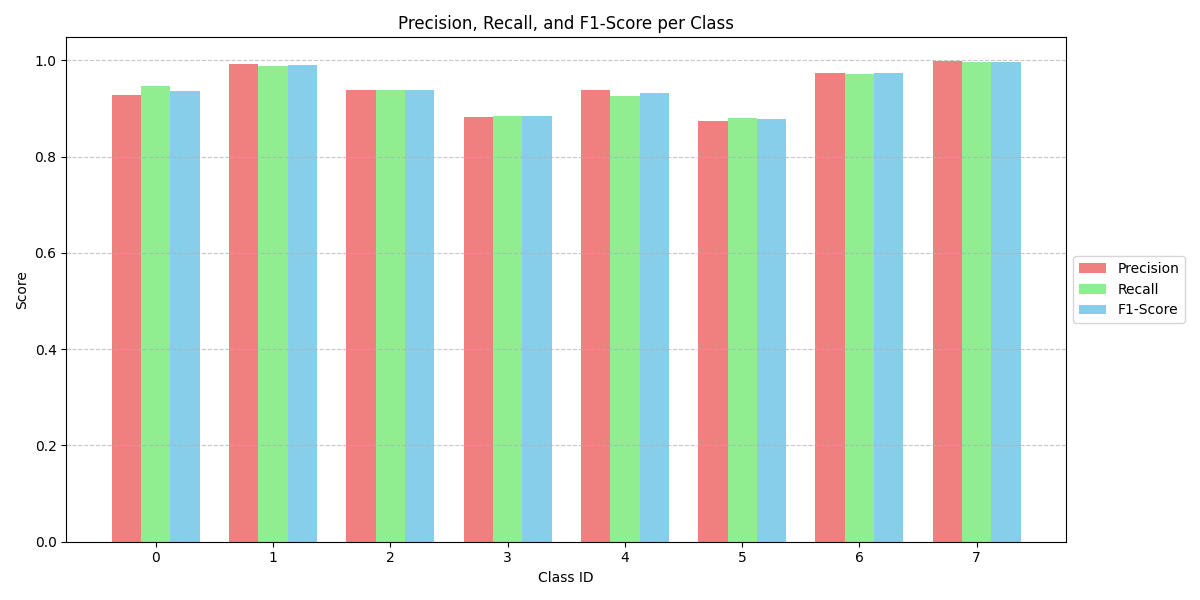 Precision, Recall, and F1-Score per Class
1.0
0.8
0.6
0.4
0.2
0.0
Score
0 1 2 3 4 5 6 7
Class ID
Precision
Recall
F1-Score